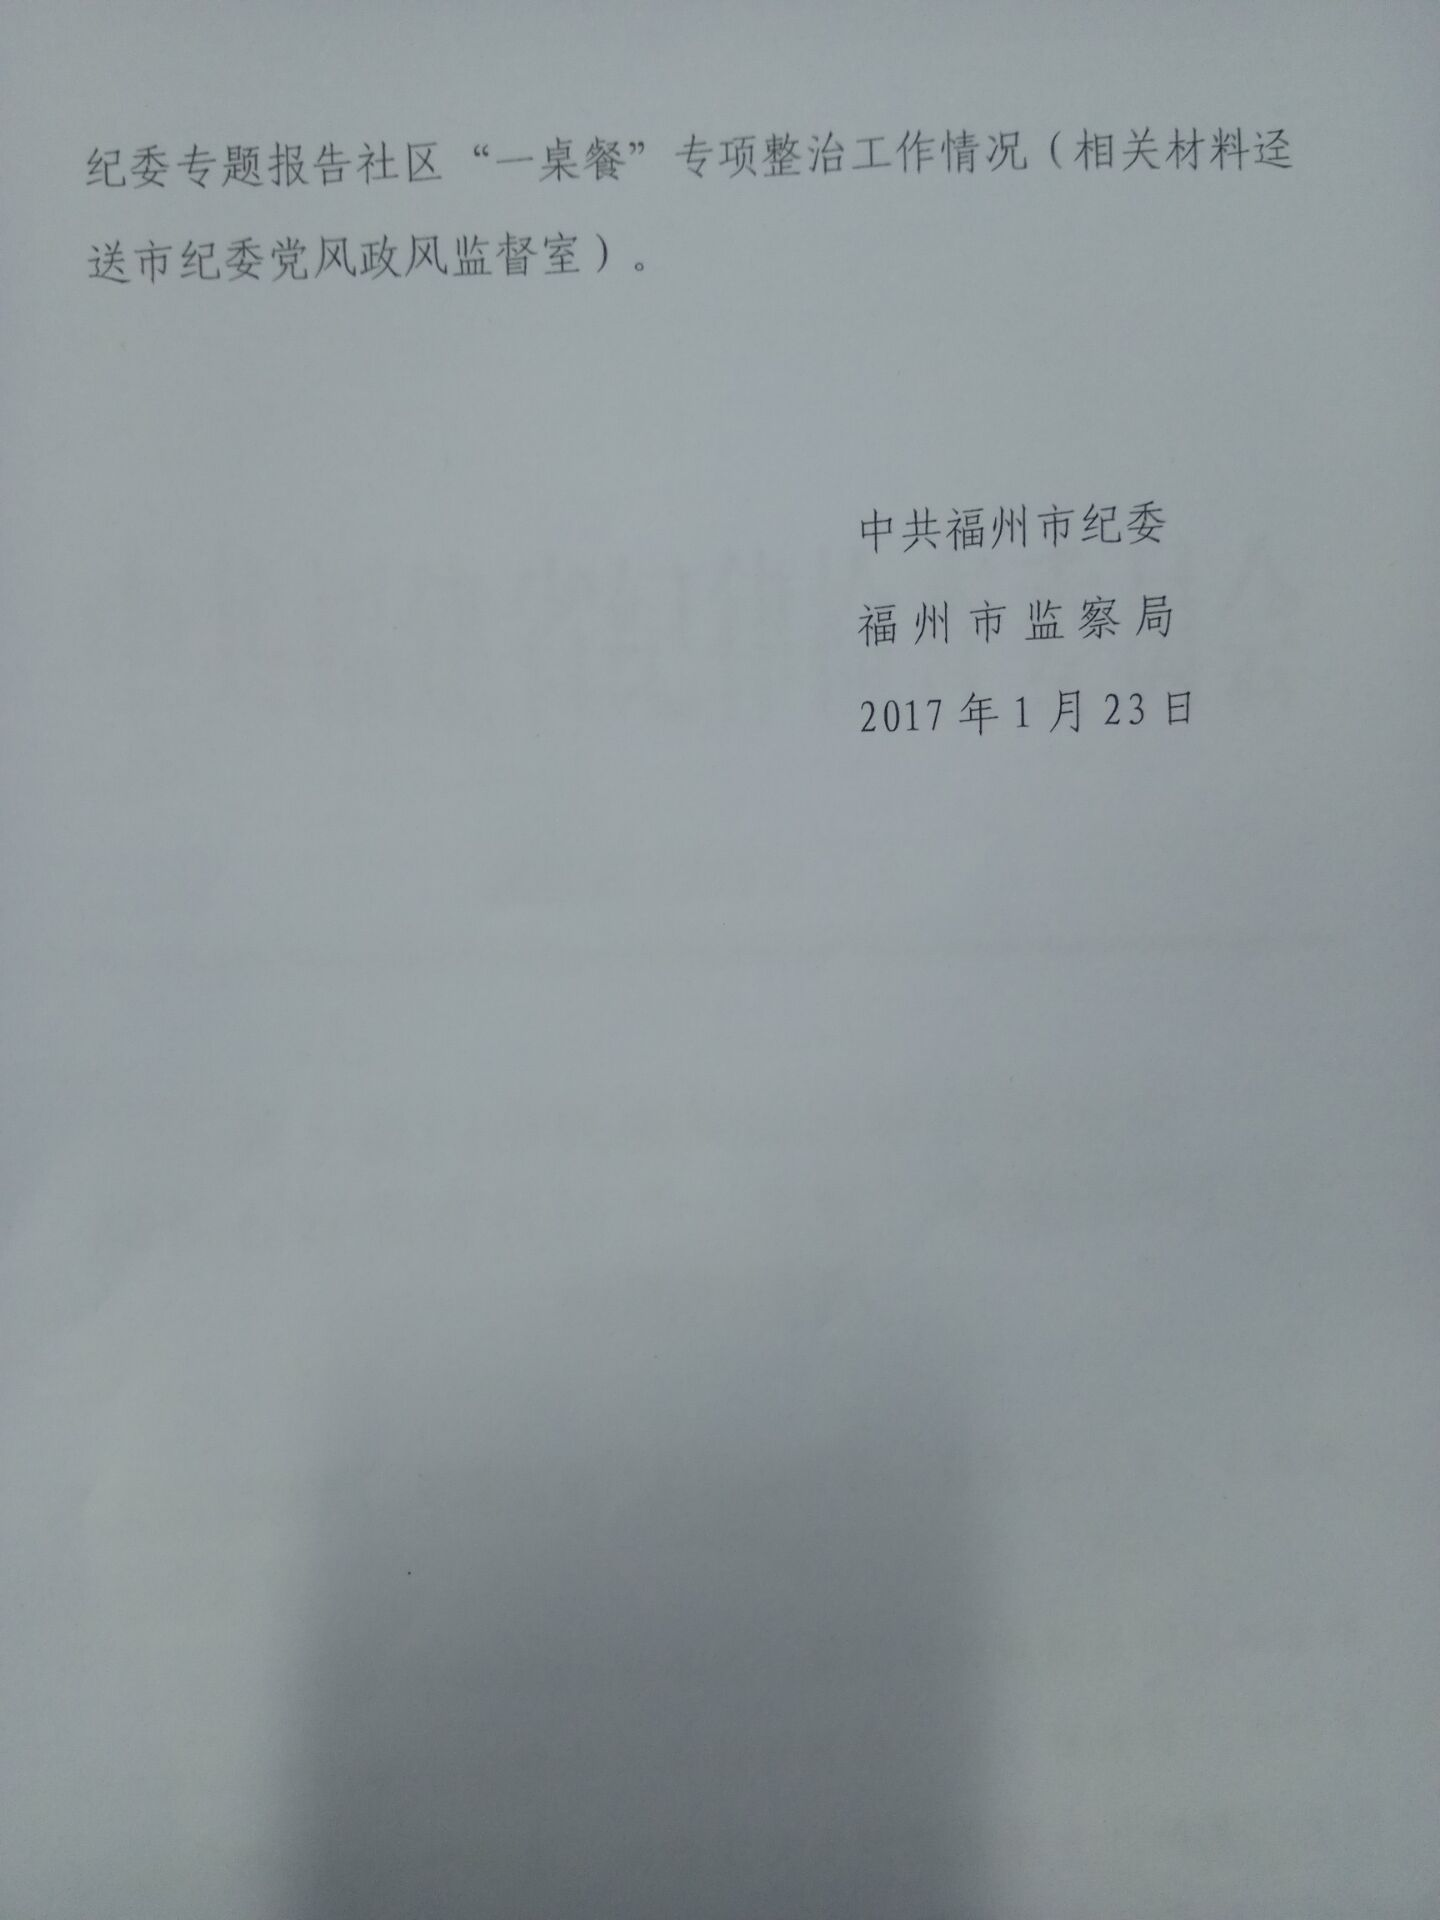 纪委专题报告社区“一桌餐”专项整治工作情况（相关材料迳
送市纪委党风政风监督室）。
中共福州市纪委
福州市监察局
2017年1月23日